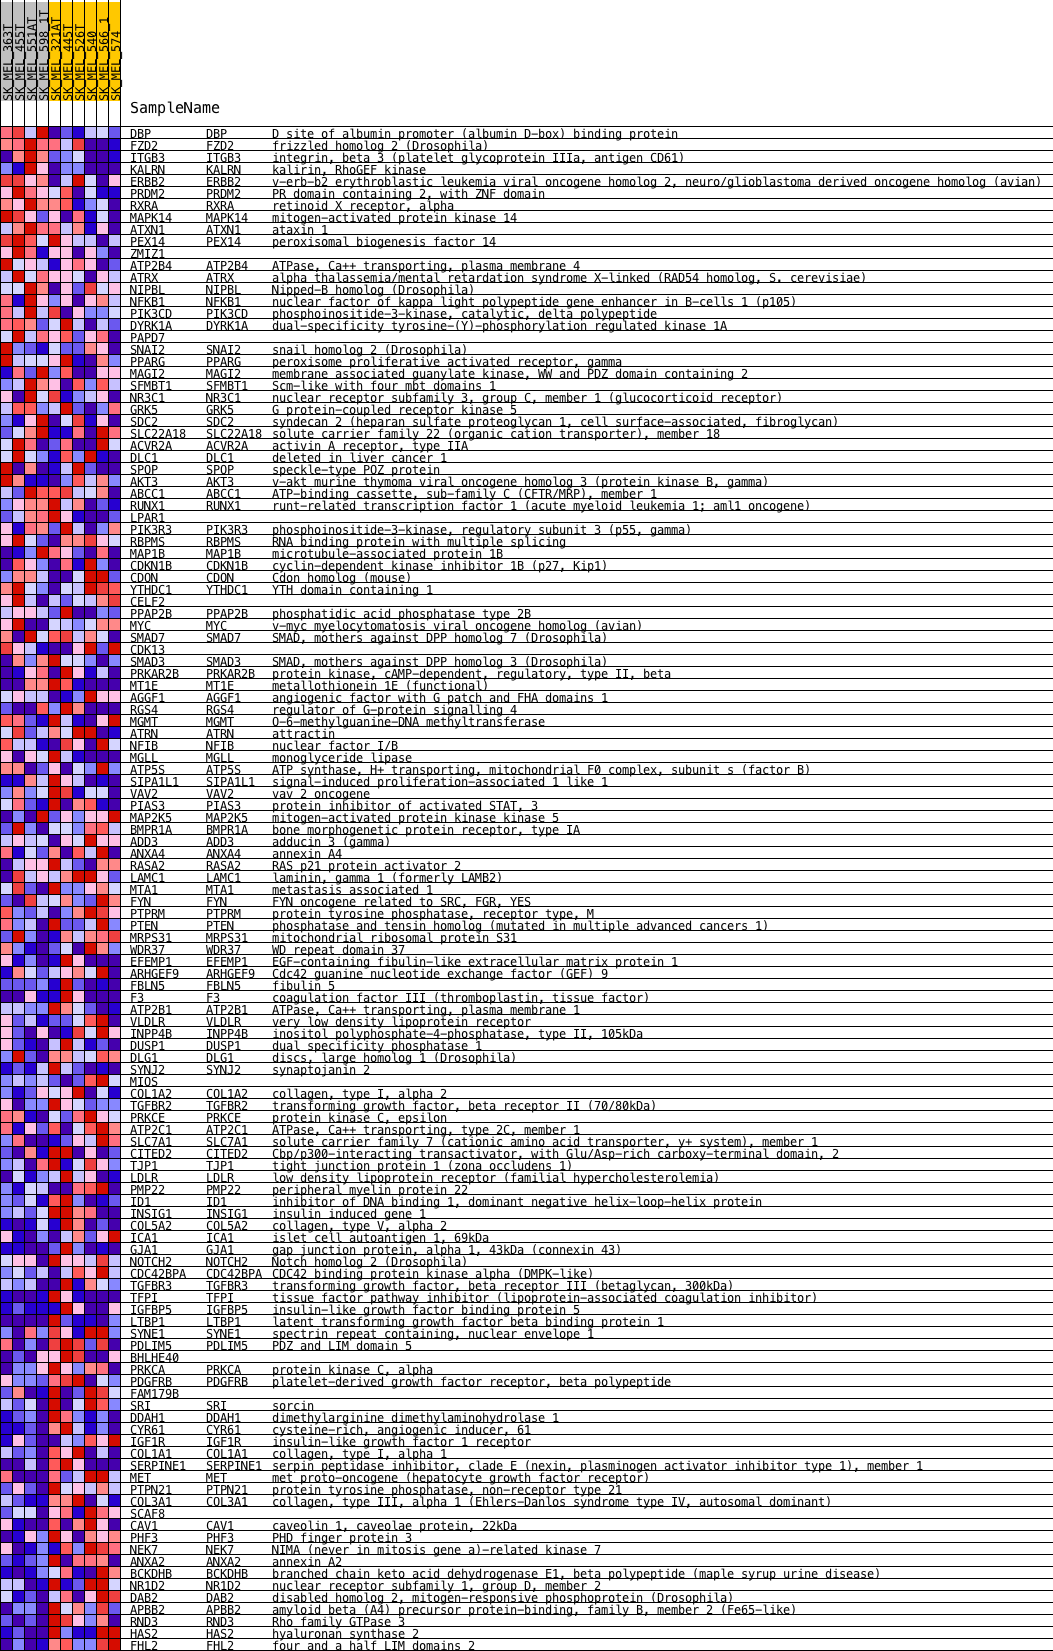 SK_MEL_363T
SK_MEL_455T
SK_MEL_551AT
SK_MEL_598_1T
SK_MEL_321AT
SK_MEL_445T
SK_MEL_526T
SK_MEL_540
SK_MEL_566_1
SK_MEL_574
SampleName
DBP DBP D site of albumin promoter (albumin D-box) binding protein
FZD2 FZD2 frizzled homolog 2 (Drosophila)
ITGB3 ITGB3 integrin, beta 3 (platelet glycoprotein IIIa, antigen CD61)
KALRN KALRN kalirin, RhoGEF kinase
ERBB2 ERBB2 v-erb-b2 erythroblastic leukemia viral oncogene homolog 2, neuro/glioblastoma derived oncogene homolog (avian)
PRDM2 PRDM2 PR domain containing 2, with ZNF domain
RXRA RXRA retinoid X receptor, alpha
MAPK14 MAPK14 mitogen-activated protein kinase 14
ATXN1 ATXN1 ataxin 1
PEX14 PEX14 peroxisomal biogenesis factor 14
ZMIZ1
ATP2B4 ATP2B4 ATPase, Ca++ transporting, plasma membrane 4
ATRX ATRX alpha thalassemia/mental retardation syndrome X-linked (RAD54 homolog, S. cerevisiae)
NIPBL NIPBL Nipped-B homolog (Drosophila)
NFKB1 NFKB1 nuclear factor of kappa light polypeptide gene enhancer in B-cells 1 (p105)
PIK3CD PIK3CD phosphoinositide-3-kinase, catalytic, delta polypeptide
DYRK1A DYRK1A dual-specificity tyrosine-(Y)-phosphorylation regulated kinase 1A
PAPD7
SNAI2 SNAI2 snail homolog 2 (Drosophila)
PPARG PPARG peroxisome proliferative activated receptor, gamma
MAGI2 MAGI2 membrane associated guanylate kinase, WW and PDZ domain containing 2
SFMBT1 SFMBT1 Scm-like with four mbt domains 1
NR3C1 NR3C1 nuclear receptor subfamily 3, group C, member 1 (glucocorticoid receptor)
GRK5 GRK5 G protein-coupled receptor kinase 5
SDC2 SDC2 syndecan 2 (heparan sulfate proteoglycan 1, cell surface-associated, fibroglycan)
SLC22A18 SLC22A18 solute carrier family 22 (organic cation transporter), member 18
ACVR2A ACVR2A activin A receptor, type IIA
DLC1 DLC1 deleted in liver cancer 1
SPOP SPOP speckle-type POZ protein
AKT3 AKT3 v-akt murine thymoma viral oncogene homolog 3 (protein kinase B, gamma)
ABCC1 ABCC1 ATP-binding cassette, sub-family C (CFTR/MRP), member 1
RUNX1 RUNX1 runt-related transcription factor 1 (acute myeloid leukemia 1; aml1 oncogene)
LPAR1
PIK3R3 PIK3R3 phosphoinositide-3-kinase, regulatory subunit 3 (p55, gamma)
RBPMS RBPMS RNA binding protein with multiple splicing
MAP1B MAP1B microtubule-associated protein 1B
CDKN1B CDKN1B cyclin-dependent kinase inhibitor 1B (p27, Kip1)
CDON CDON Cdon homolog (mouse)
YTHDC1 YTHDC1 YTH domain containing 1
CELF2
PPAP2B PPAP2B phosphatidic acid phosphatase type 2B
MYC MYC v-myc myelocytomatosis viral oncogene homolog (avian)
SMAD7 SMAD7 SMAD, mothers against DPP homolog 7 (Drosophila)
CDK13
SMAD3 SMAD3 SMAD, mothers against DPP homolog 3 (Drosophila)
PRKAR2B PRKAR2B protein kinase, cAMP-dependent, regulatory, type II, beta
MT1E MT1E metallothionein 1E (functional)
AGGF1 AGGF1 angiogenic factor with G patch and FHA domains 1
RGS4 RGS4 regulator of G-protein signalling 4
MGMT MGMT O-6-methylguanine-DNA methyltransferase
ATRN ATRN attractin
NFIB NFIB nuclear factor I/B
MGLL MGLL monoglyceride lipase
ATP5S ATP5S ATP synthase, H+ transporting, mitochondrial F0 complex, subunit s (factor B)
SIPA1L1 SIPA1L1 signal-induced proliferation-associated 1 like 1
VAV2 VAV2 vav 2 oncogene
PIAS3 PIAS3 protein inhibitor of activated STAT, 3
MAP2K5 MAP2K5 mitogen-activated protein kinase kinase 5
BMPR1A BMPR1A bone morphogenetic protein receptor, type IA
ADD3 ADD3 adducin 3 (gamma)
ANXA4 ANXA4 annexin A4
RASA2 RASA2 RAS p21 protein activator 2
LAMC1 LAMC1 laminin, gamma 1 (formerly LAMB2)
MTA1 MTA1 metastasis associated 1
FYN FYN FYN oncogene related to SRC, FGR, YES
PTPRM PTPRM protein tyrosine phosphatase, receptor type, M
PTEN PTEN phosphatase and tensin homolog (mutated in multiple advanced cancers 1)
MRPS31 MRPS31 mitochondrial ribosomal protein S31
WDR37 WDR37 WD repeat domain 37
EFEMP1 EFEMP1 EGF-containing fibulin-like extracellular matrix protein 1
ARHGEF9 ARHGEF9 Cdc42 guanine nucleotide exchange factor (GEF) 9
FBLN5 FBLN5 fibulin 5
F3 F3 coagulation factor III (thromboplastin, tissue factor)
ATP2B1 ATP2B1 ATPase, Ca++ transporting, plasma membrane 1
VLDLR VLDLR very low density lipoprotein receptor
INPP4B INPP4B inositol polyphosphate-4-phosphatase, type II, 105kDa
DUSP1 DUSP1 dual specificity phosphatase 1
DLG1 DLG1 discs, large homolog 1 (Drosophila)
SYNJ2 SYNJ2 synaptojanin 2
MIOS
COL1A2 COL1A2 collagen, type I, alpha 2
TGFBR2 TGFBR2 transforming growth factor, beta receptor II (70/80kDa)
PRKCE PRKCE protein kinase C, epsilon
ATP2C1 ATP2C1 ATPase, Ca++ transporting, type 2C, member 1
SLC7A1 SLC7A1 solute carrier family 7 (cationic amino acid transporter, y+ system), member 1
CITED2 CITED2 Cbp/p300-interacting transactivator, with Glu/Asp-rich carboxy-terminal domain, 2
TJP1 TJP1 tight junction protein 1 (zona occludens 1)
LDLR LDLR low density lipoprotein receptor (familial hypercholesterolemia)
PMP22 PMP22 peripheral myelin protein 22
ID1 ID1 inhibitor of DNA binding 1, dominant negative helix-loop-helix protein
INSIG1 INSIG1 insulin induced gene 1
COL5A2 COL5A2 collagen, type V, alpha 2
ICA1 ICA1 islet cell autoantigen 1, 69kDa
GJA1 GJA1 gap junction protein, alpha 1, 43kDa (connexin 43)
NOTCH2 NOTCH2 Notch homolog 2 (Drosophila)
CDC42BPA CDC42BPA CDC42 binding protein kinase alpha (DMPK-like)
TGFBR3 TGFBR3 transforming growth factor, beta receptor III (betaglycan, 300kDa)
TFPI TFPI tissue factor pathway inhibitor (lipoprotein-associated coagulation inhibitor)
IGFBP5 IGFBP5 insulin-like growth factor binding protein 5
LTBP1 LTBP1 latent transforming growth factor beta binding protein 1
SYNE1 SYNE1 spectrin repeat containing, nuclear envelope 1
PDLIM5 PDLIM5 PDZ and LIM domain 5
BHLHE40
PRKCA PRKCA protein kinase C, alpha
PDGFRB PDGFRB platelet-derived growth factor receptor, beta polypeptide
FAM179B
SRI SRI sorcin
DDAH1 DDAH1 dimethylarginine dimethylaminohydrolase 1
CYR61 CYR61 cysteine-rich, angiogenic inducer, 61
IGF1R IGF1R insulin-like growth factor 1 receptor
COL1A1 COL1A1 collagen, type I, alpha 1
SERPINE1 SERPINE1 serpin peptidase inhibitor, clade E (nexin, plasminogen activator inhibitor type 1), member 1
MET MET met proto-oncogene (hepatocyte growth factor receptor)
PTPN21 PTPN21 protein tyrosine phosphatase, non-receptor type 21
COL3A1 COL3A1 collagen, type III, alpha 1 (Ehlers-Danlos syndrome type IV, autosomal dominant)
SCAF8
CAV1 CAV1 caveolin 1, caveolae protein, 22kDa
PHF3 PHF3 PHD finger protein 3
NEK7 NEK7 NIMA (never in mitosis gene a)-related kinase 7
ANXA2 ANXA2 annexin A2
BCKDHB BCKDHB branched chain keto acid dehydrogenase E1, beta polypeptide (maple syrup urine disease)
NR1D2 NR1D2 nuclear receptor subfamily 1, group D, member 2
DAB2 DAB2 disabled homolog 2, mitogen-responsive phosphoprotein (Drosophila)
APBB2 APBB2 amyloid beta (A4) precursor protein-binding, family B, member 2 (Fe65-like)
RND3 RND3 Rho family GTPase 3
HAS2 HAS2 hyaluronan synthase 2
FHL2 FHL2 four and a half LIM domains 2